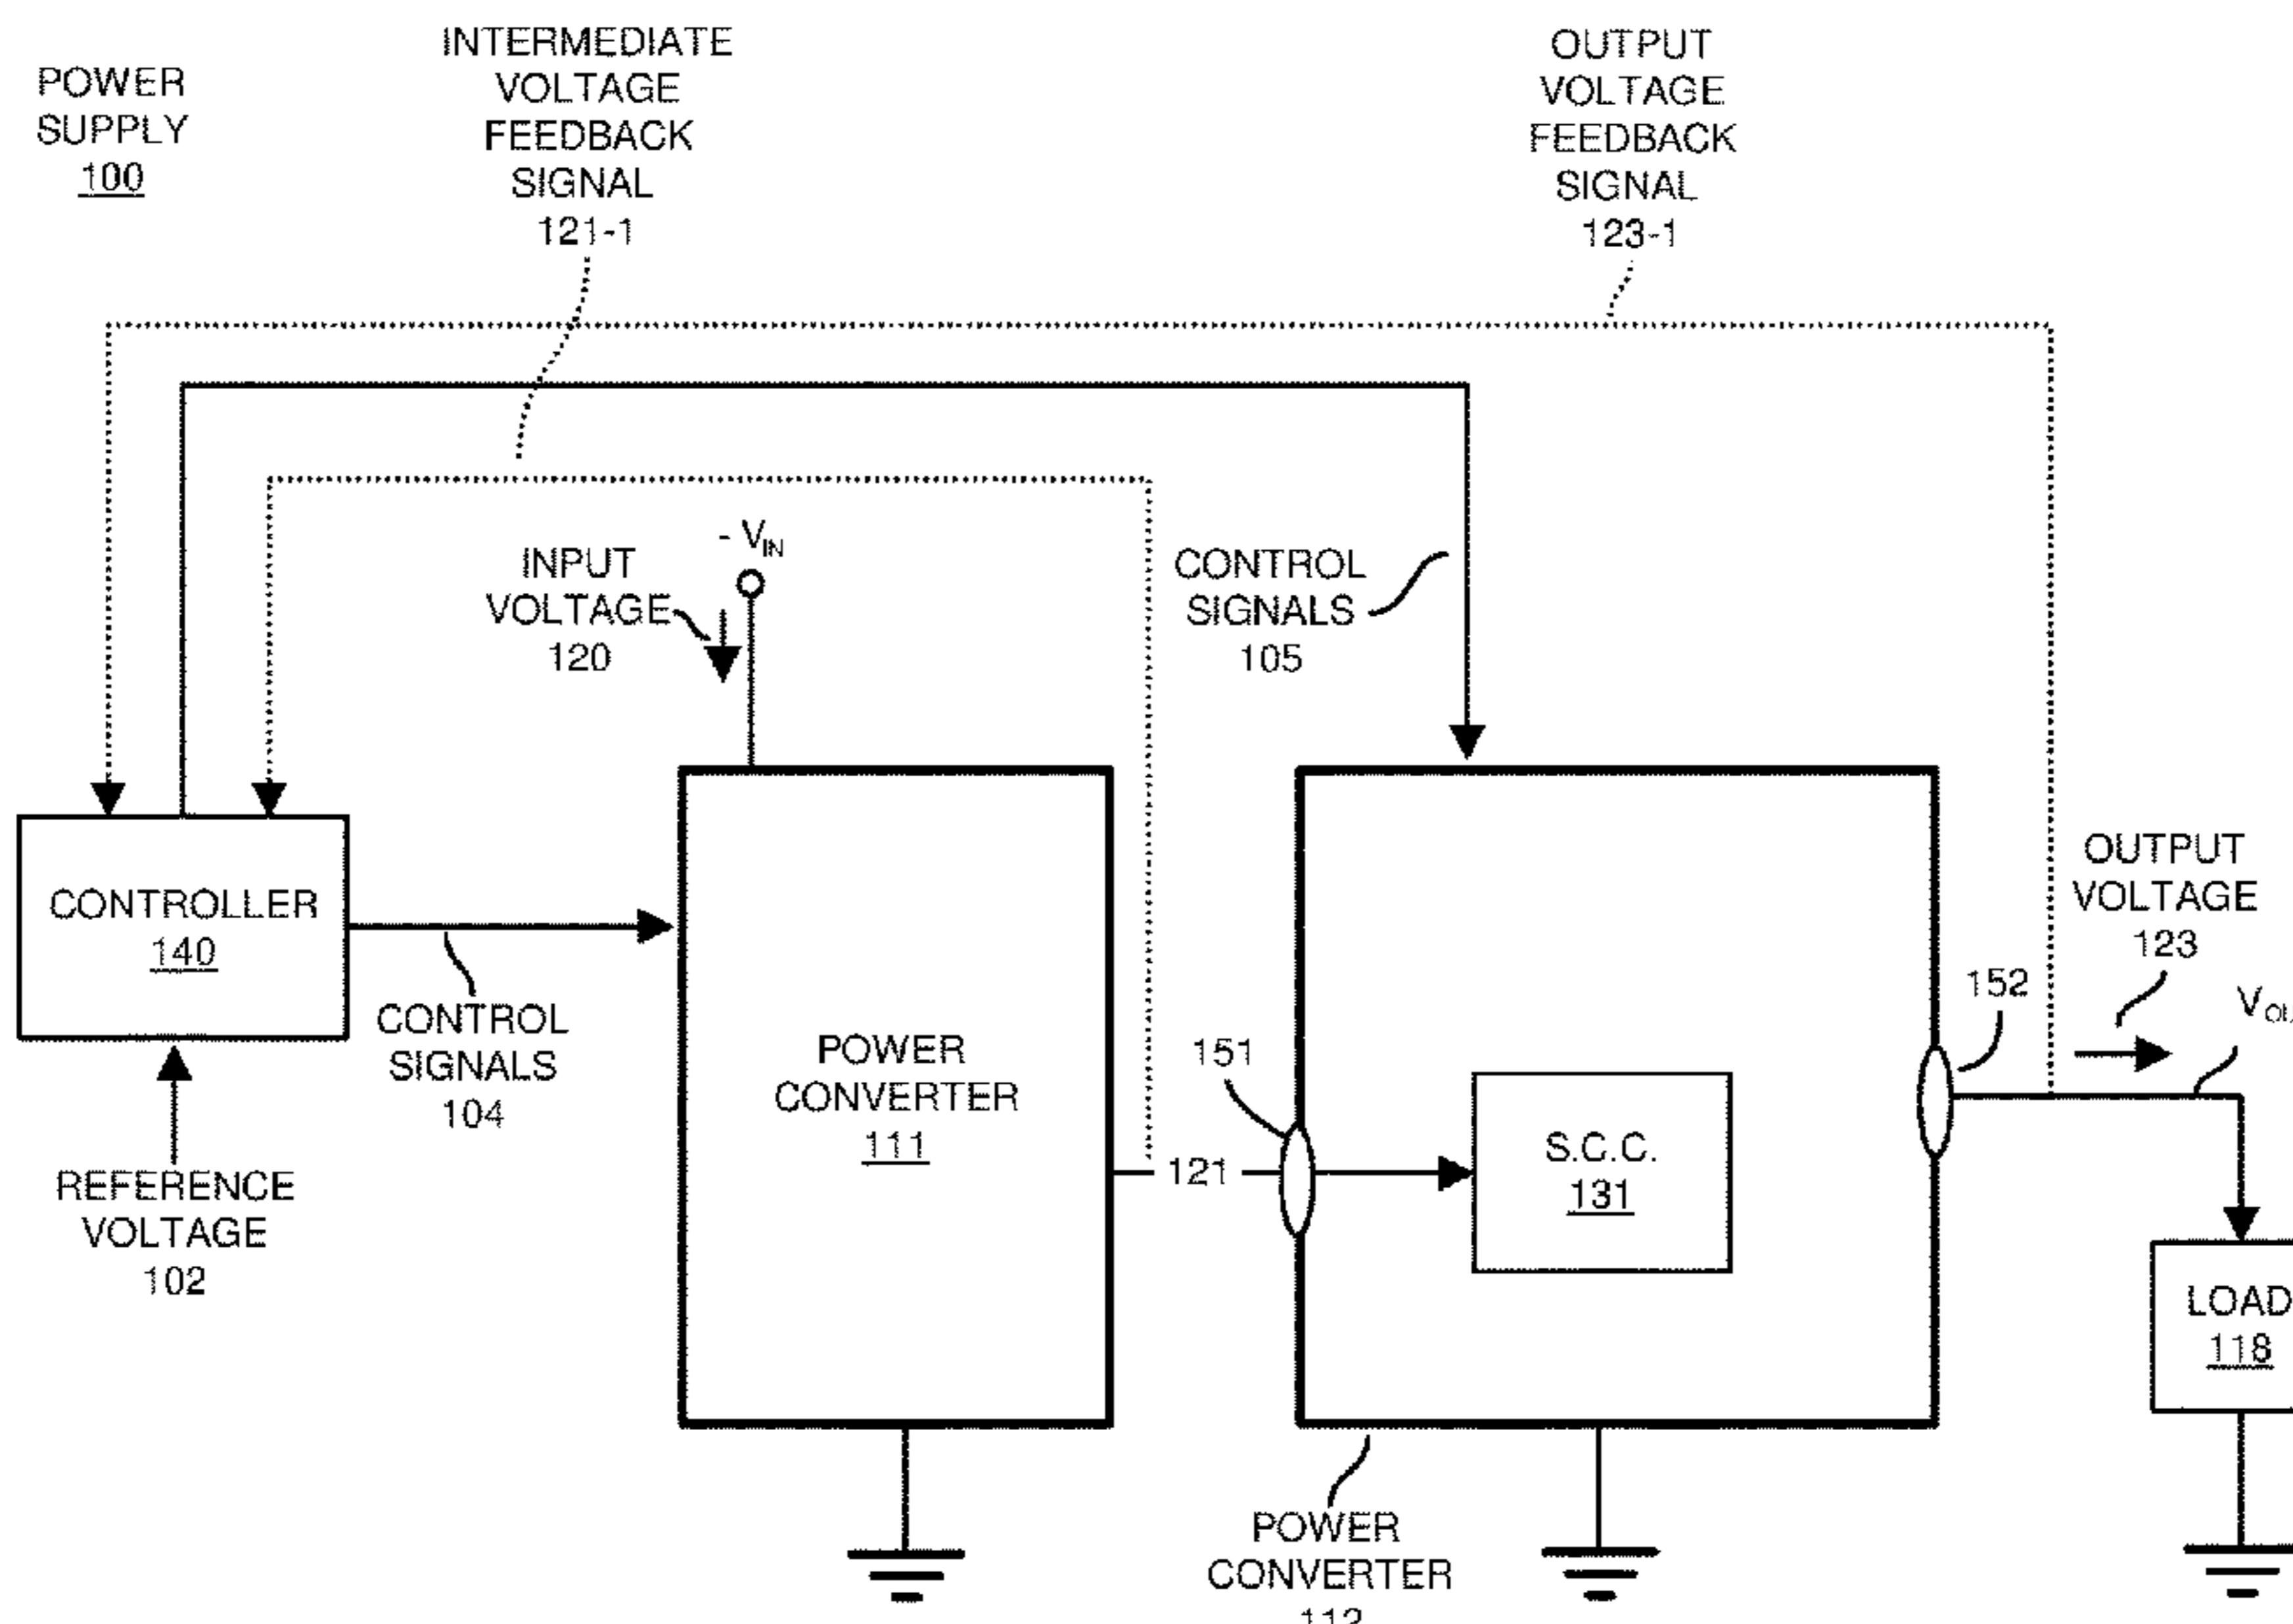 POWER
SUPPLY
100
INTERMEDIATE
VOLTAGE
FEEDBACK
SIGNAL
121-1
OUTPUT
VOLTAGE
FEEDBACK
SIGNAL
123-1
- VIN
INPUT
VOLTAGE
120
CONTROL
SIGNALS
105
CONTROLLER
140
CONTROL
SIGNALS
104
REFERENCE
VOLTAGE
102
POWER
CONVERTER
111
121
151
S.C.C.
131
152
OUTPUT
VOLTAGE
123
LOAD
118
POWER
CONVERTER
112